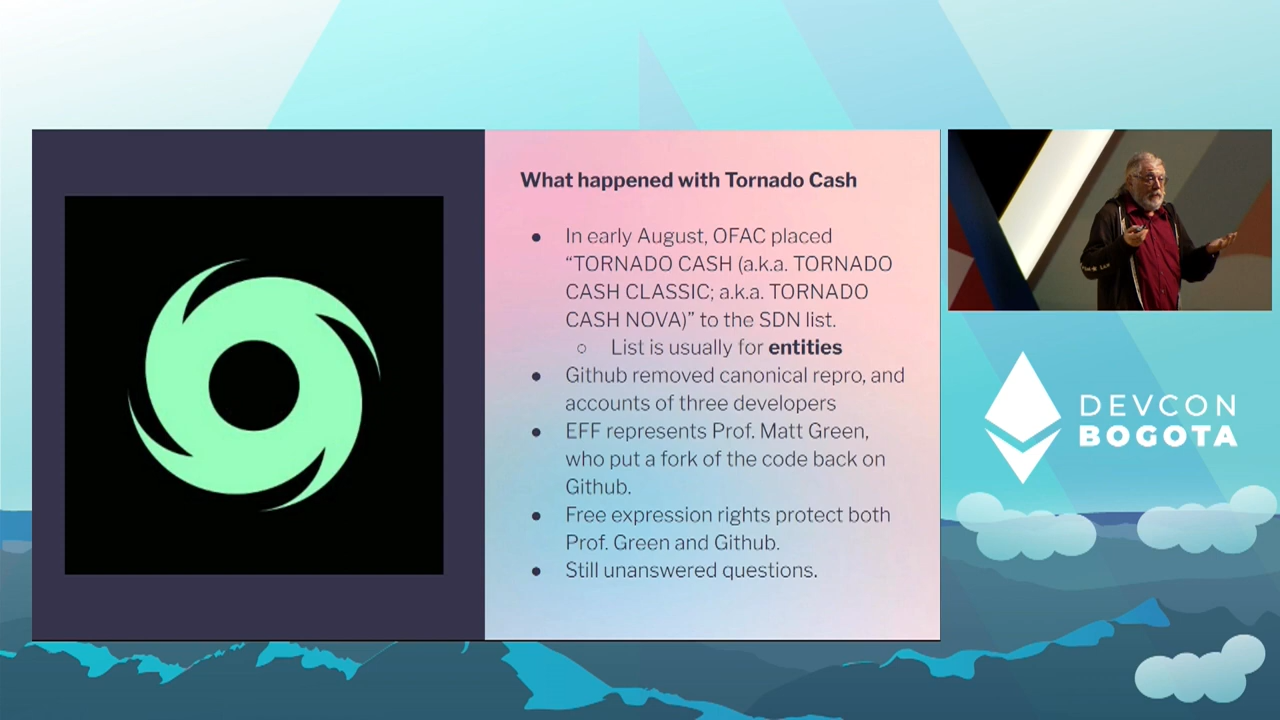 What happened with Tornado Cash
● In early August, OFAC placed
“TORNADO CASH (a.k.a. TORNADO
CASH CLASSIC; a.k.a. TORNADO
CASH NOVA)” to the SDN list.
○ List is usually for entities
● Github removed canonical repro, and
accounts of three developers
● EFF represents Prof. Matt Green,
who put a fork of the code back on
Github.
● Free expression rights protect both
Prof. Green and Github.
● Still unanswered questions.
DEVCON
BOGOTA